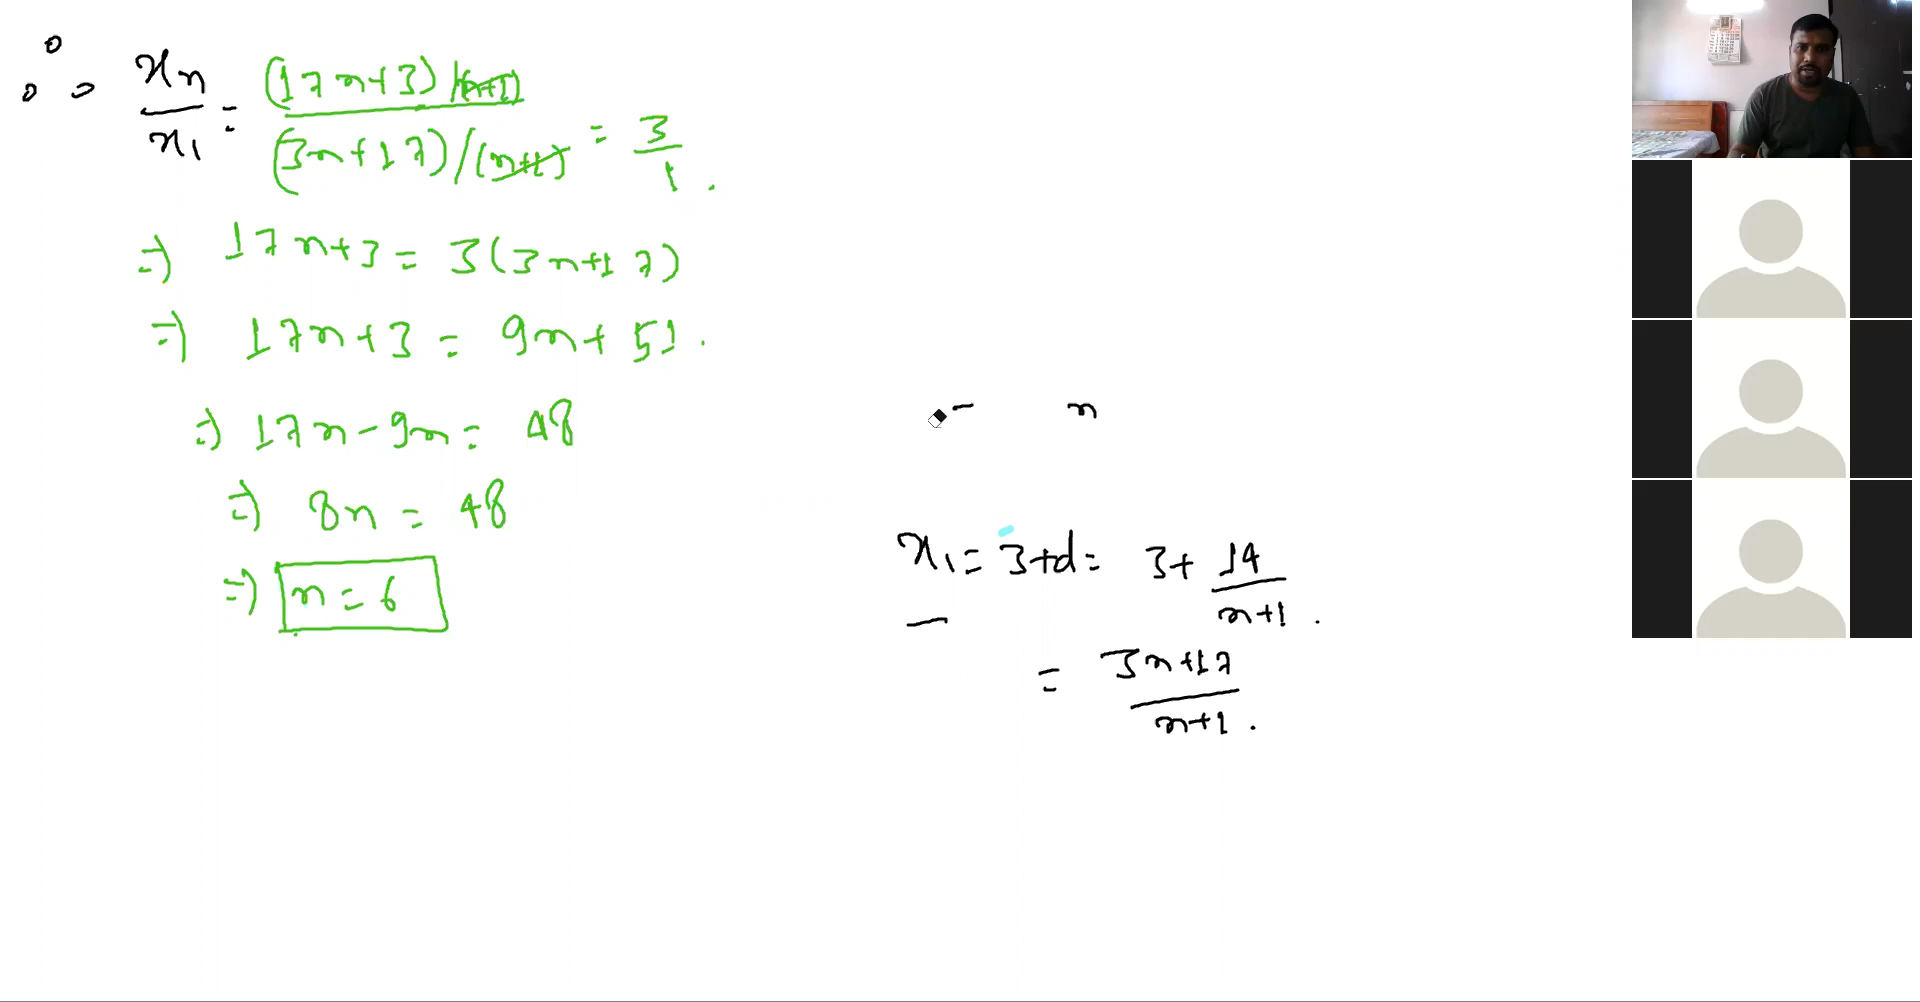 ∴ xn/x1 = (17n+3)/(n+1) / (3n+17)/(n+1) = 3/1.
=) 17n+3 = 3(3n+17)
=) 17n+3 = 9n+51.
=) 17n-9n = 48
=) 8n = 48
=) n = 6
n
x1 = 3+d = 3+ 14/n+1.
= 3n+17/n+1.